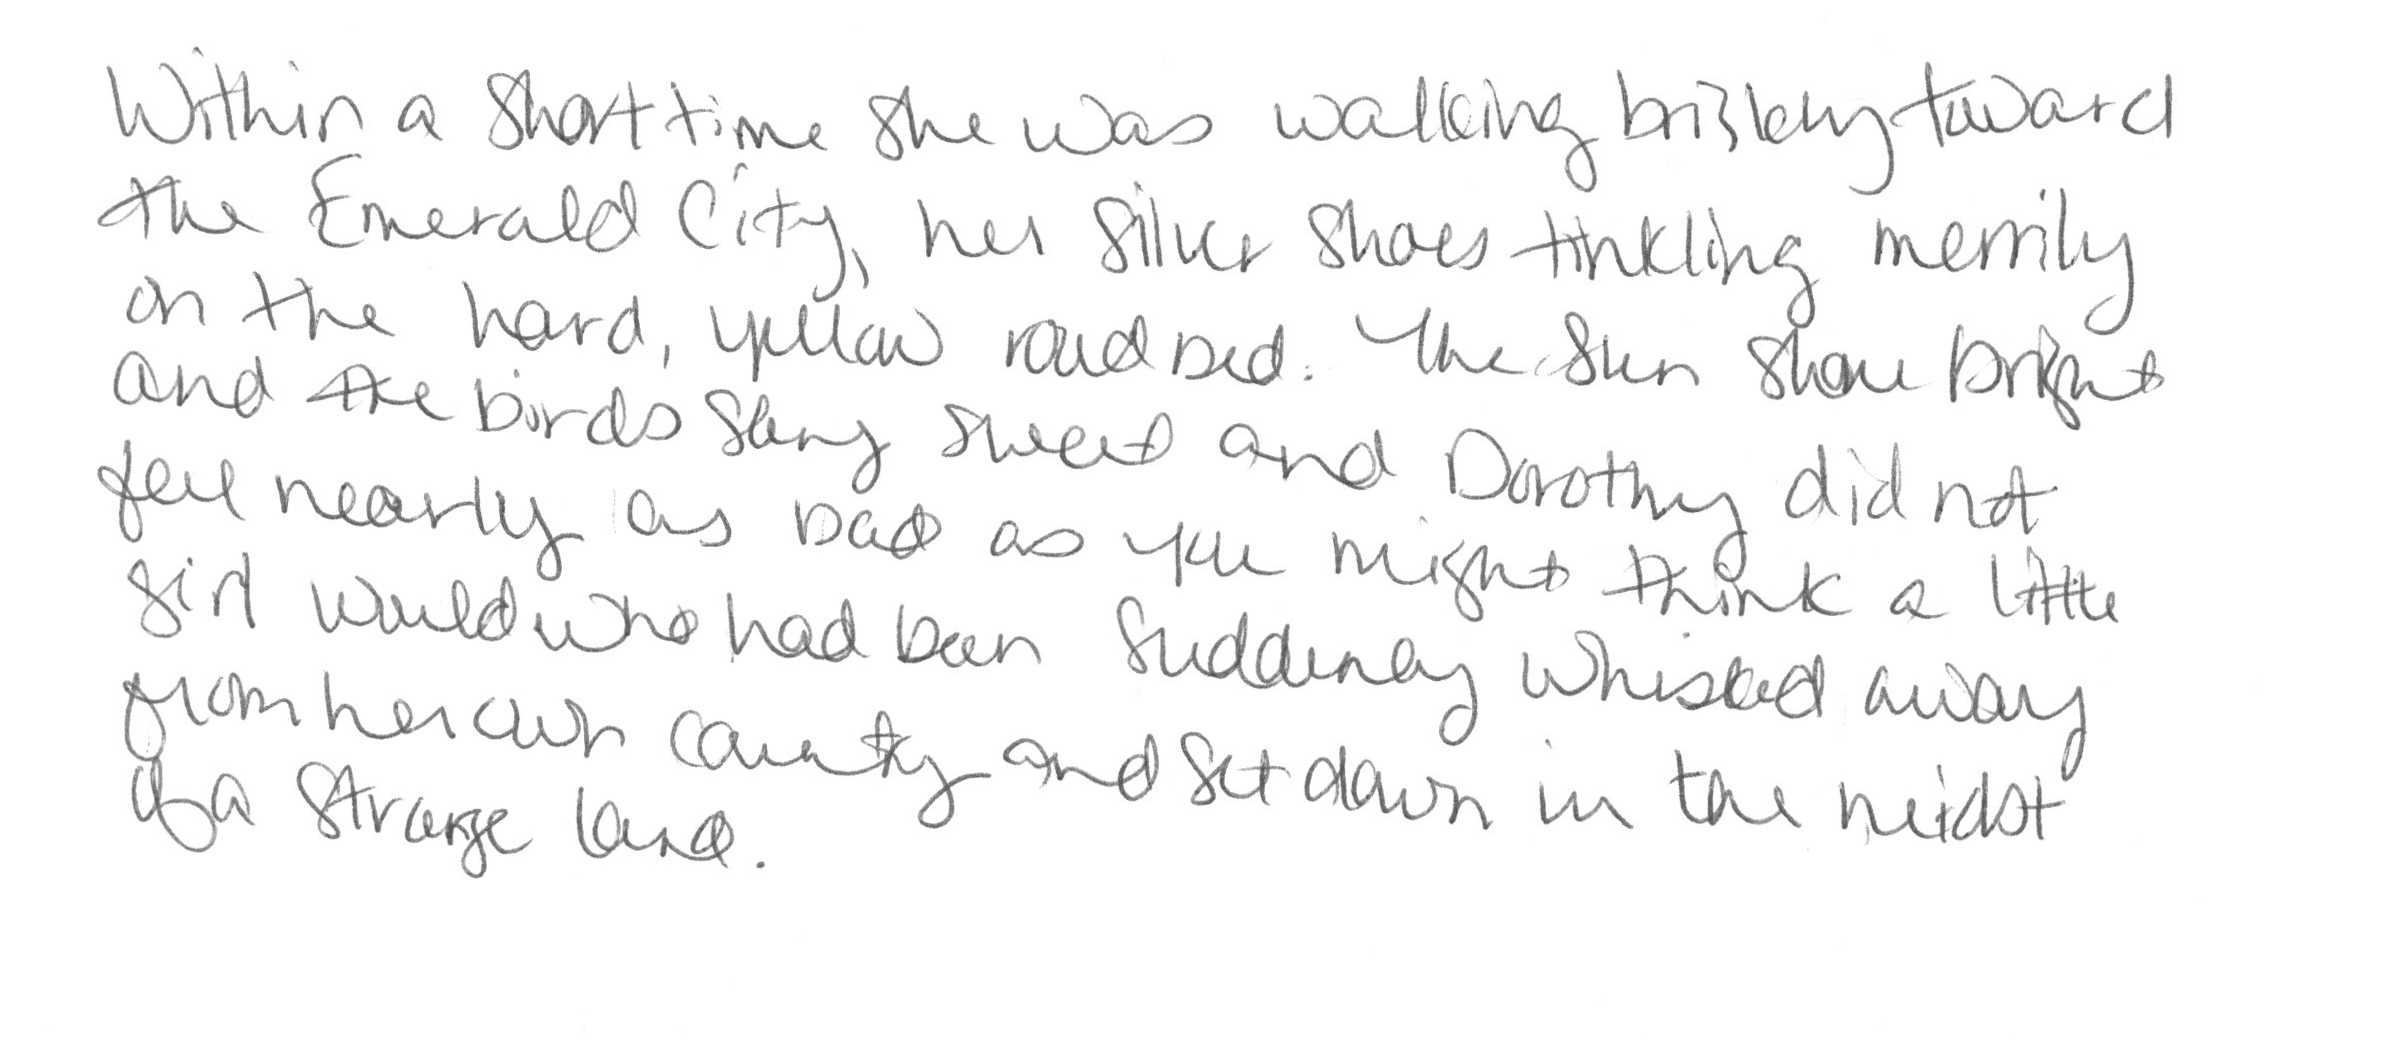 Within a short time she was walking briskly toward
the Emerald City, her silver shoes tinkling merrily
on the hard, yellow roadbed. The sun shone bright
and the birds sang sweet and Dorothy did not
feel nearly as bad as you might think a little
girl would who had been suddenly whisked away
from her own country and set down in the midst
of a strange land.